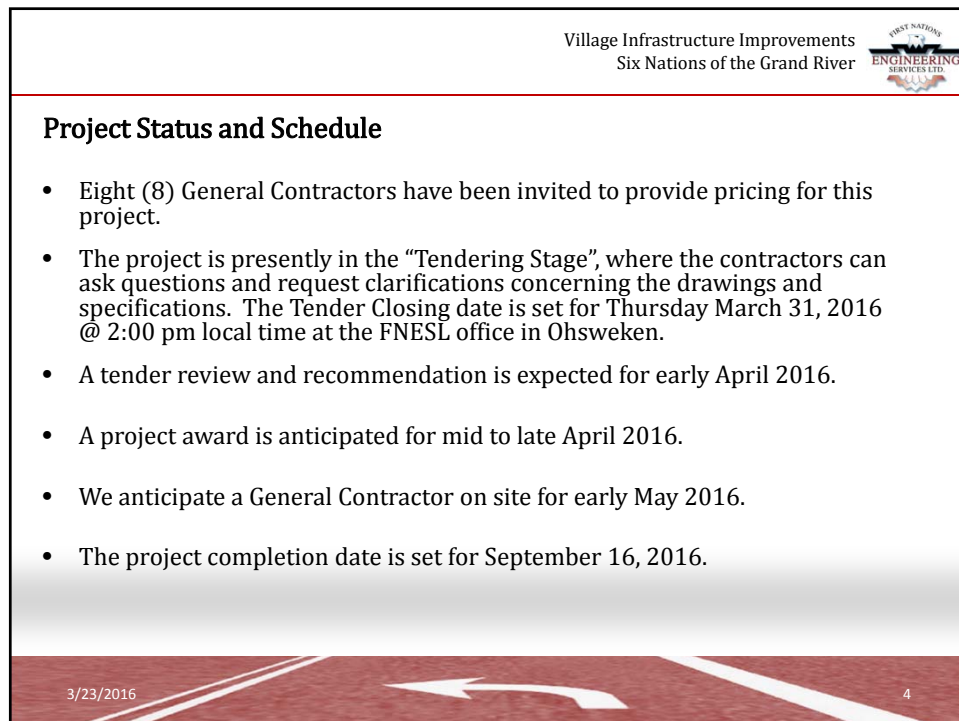 Village Infrastructure Improvements
Six Nations of the Grand River
FIRST NATIONS
ENGINEERING
SERVICES LTD.
Project Status and Schedule
• Eight (8) General Contractors have been invited to provide pricing for this
project.
• The project is presently in the “Tendering Stage”, where the contractors can
ask questions and request clarifications concerning the drawings and
specifications. The Tender Closing date is set for Thursday March 31, 2016
@ 2:00 pm local time at the FNESL office in Ohsweken.
• A tender review and recommendation is expected for early April 2016.
• A project award is anticipated for mid to late April 2016.
• We anticipate a General Contractor on site for early May 2016.
• The project completion date is set for September 16, 2016.
3/23/2016
4